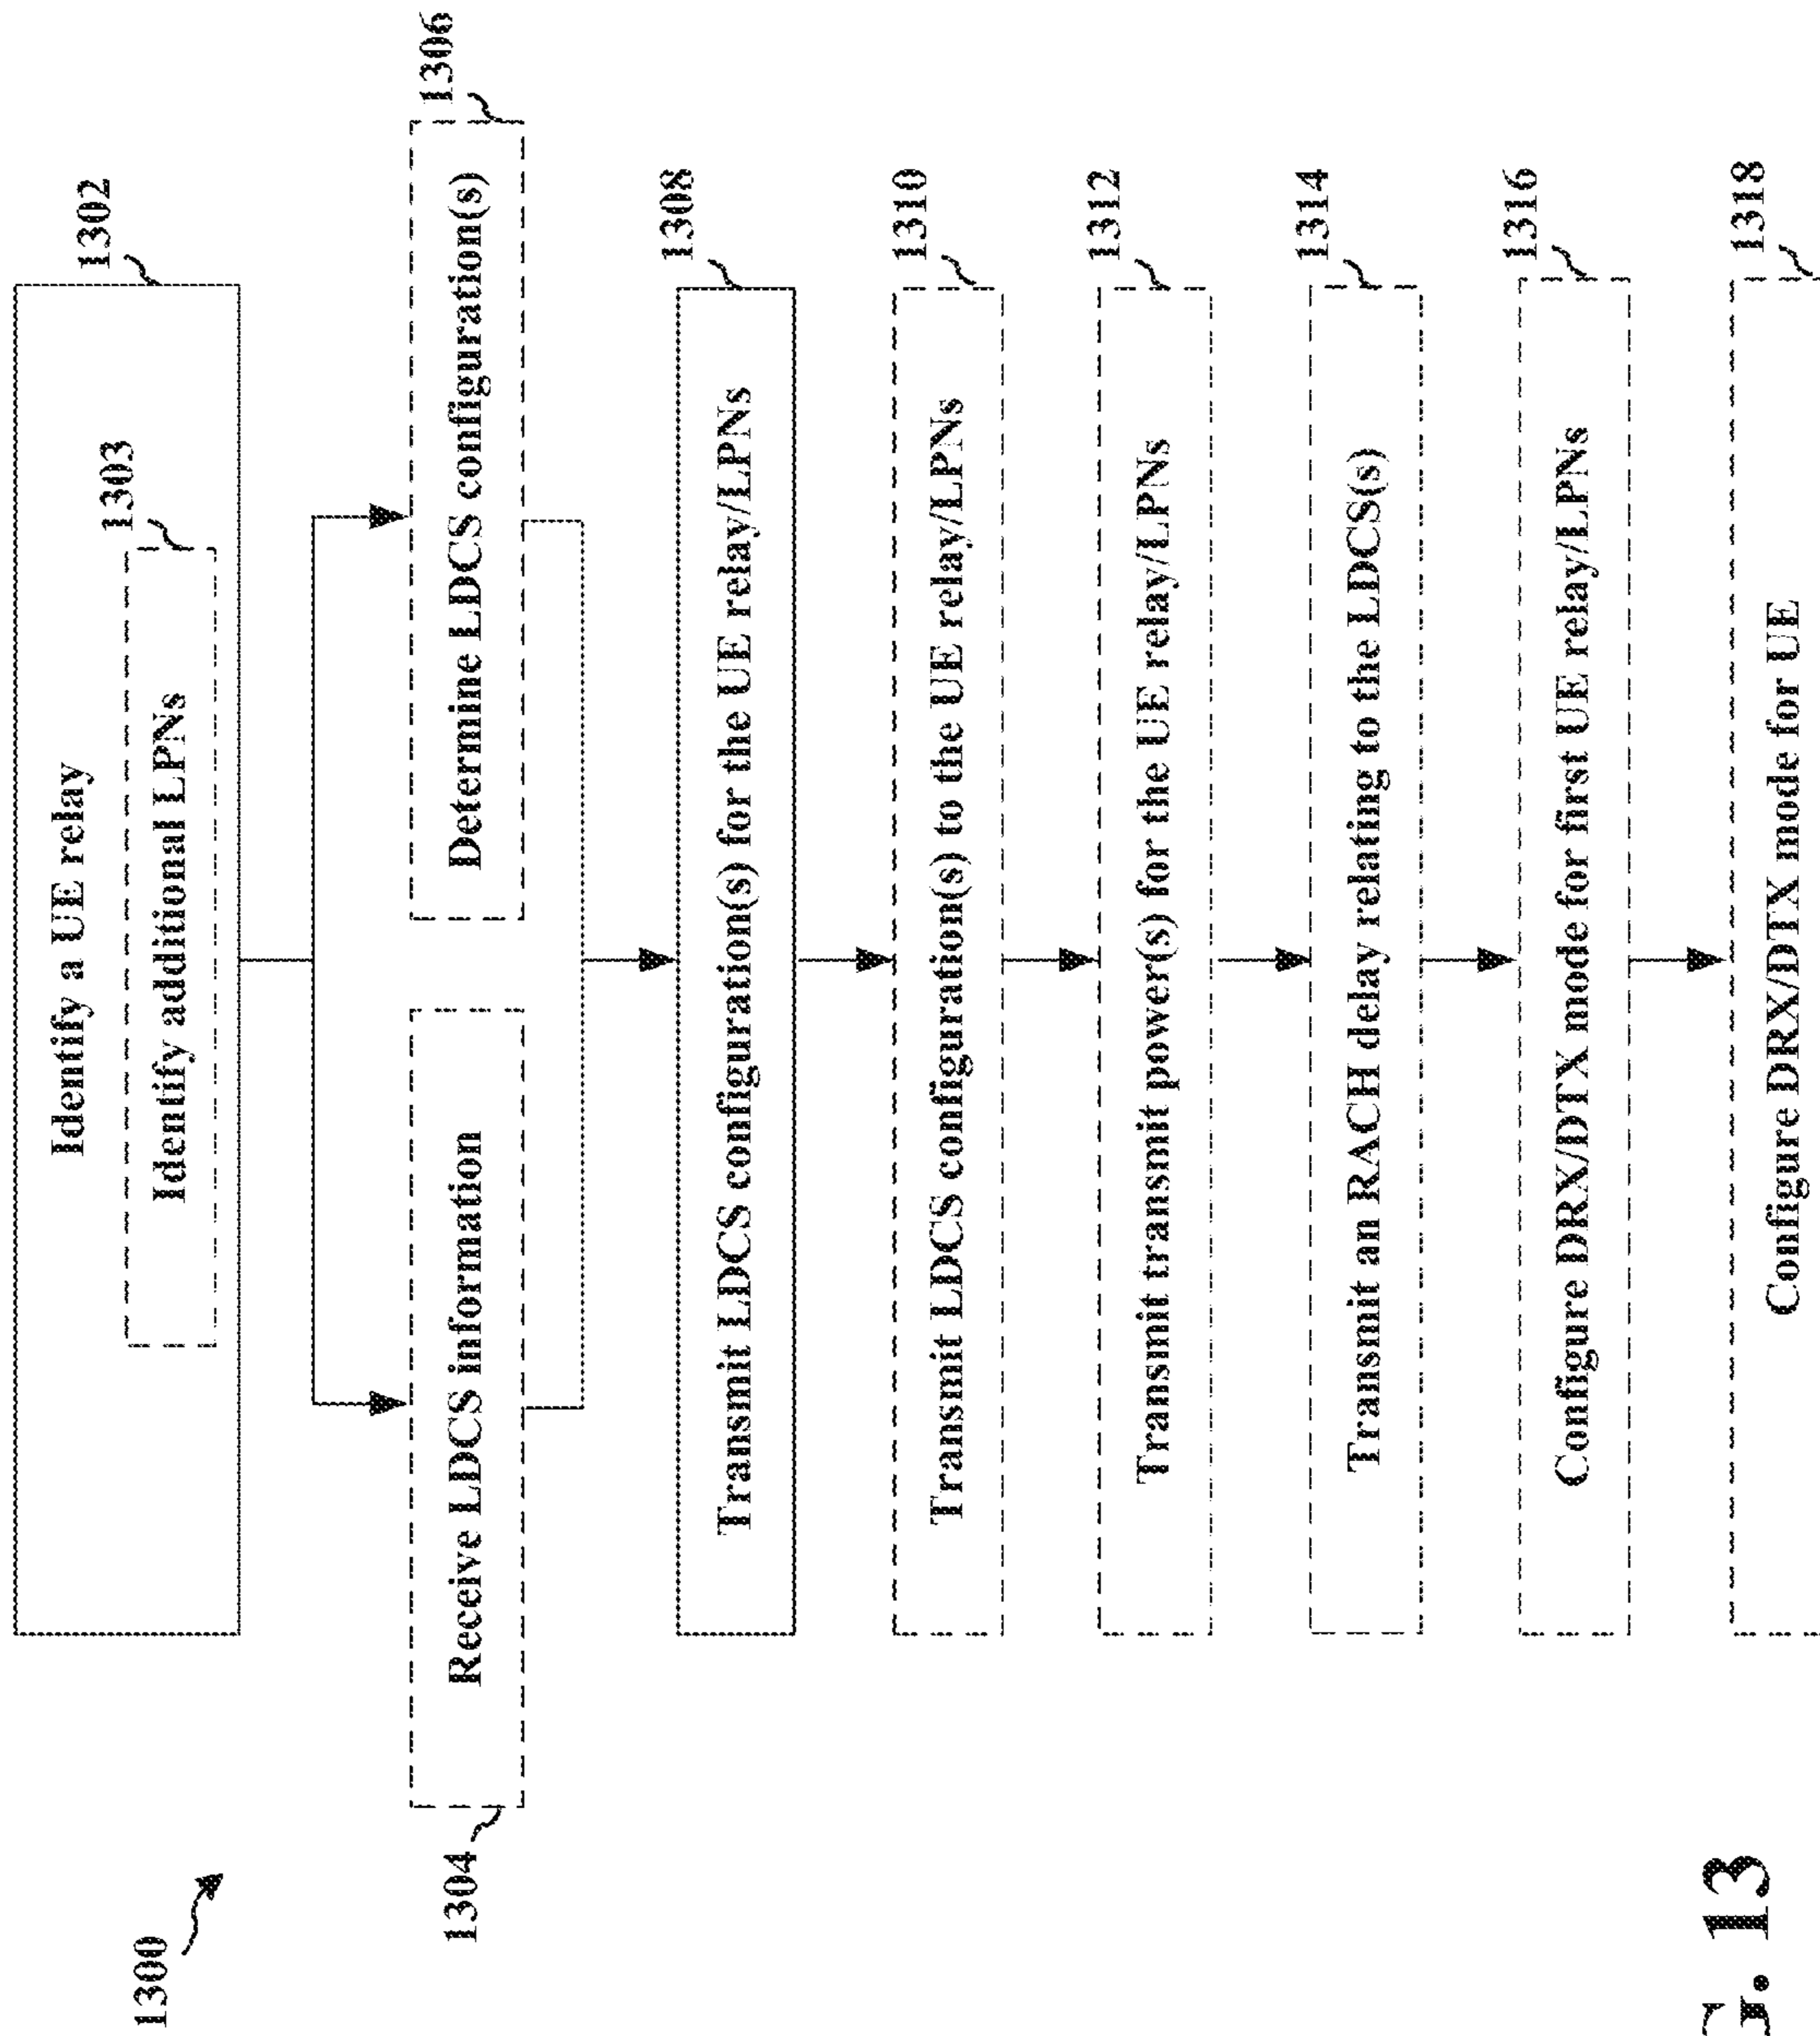 1300
1302
Identify a UE relay
1303
Identify additional LPNs
1304
Receive LDCS information
1306
Determine LDCS configuration(s)
1308
Transmit LDCS configuration(s) for the UE relay/LPNs
1310
Transmit LDCS configuration(s) to the UE relay/LPNs
1312
Transmit transmit power(s) for the UE relay/LPNs
1314
Transmit an RACH delay relating to the LDCS(s)
1316
Configure DRX/DTX mode for first UE relay/LPNs
1318
Configure DRX/DTX mode for UE
G. 13